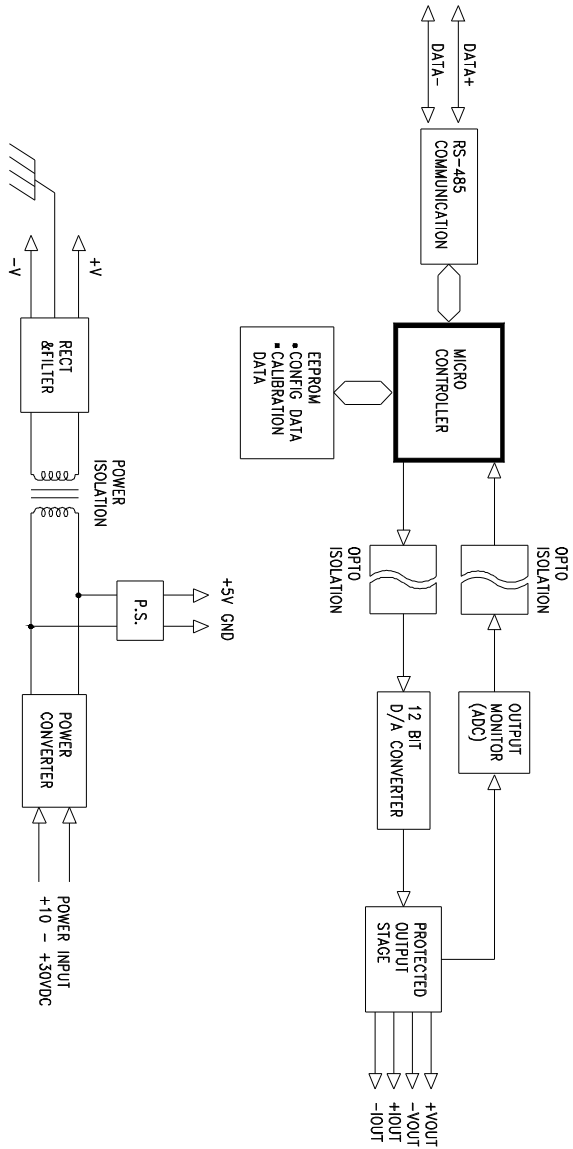 DATA+
DATA-
RS-485
COMMUNICATION
MICRO
CONTROLLER
EEPROM
• CONFIG DATA
▪ CALIBRATION
DATA
OPTO
ISOLATION
OPTO
ISOLATION
OUTPUT
MONITOR
(ADC)
12 BIT
D/A CONVERTER
PROTECTED
OUTPUT
STAGE
+VOUT
-VOUT
+IOUT
-IOUT
+V
-V
RECT
&FILTER
POWER
ISOLATION
+5V GND
P.S.
POWER
CONVERTER
POWER INPUT
+10 - +30VDC